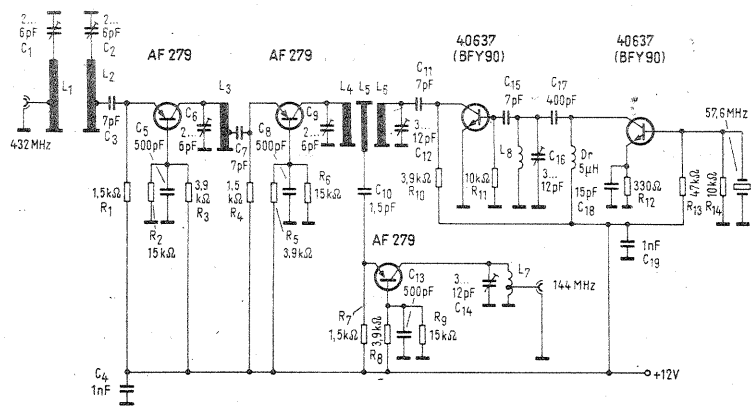 2...
6pF
C1
2...
6pF
C2
AF 279
AF 279
40637
(BFY90)
40637
(BFY90)
L1
L2
432 MHz
7pF
C3
C5
500pF
C6
2...
6pF
L3
C7
7pF
C8
500pF
C9
2...
6pF
L4
L5
L6
C11
7pF
3...
12pF
C12
C15
7pF
C17
400pF
L8
C16
3...
12pF
Dr
5µH
57,6MHz
1,5kΩ
R1
R2
15kΩ
3,9
kΩ
R3
1,5
kΩ
R4
R5
3,9kΩ
R6
15kΩ
C10
1,5pF
3,9kΩ
R10
10kΩ
R11
15pF
C18
330Ω
R12
47kΩ
R13
10kΩ
R14
1nF
C19
AF 279
C13
500pF
3...
12pF
C14
L7
144 MHz
R7
1,5kΩ
3,9kΩ
R8
R9
15kΩ
C4
1nF
+12V